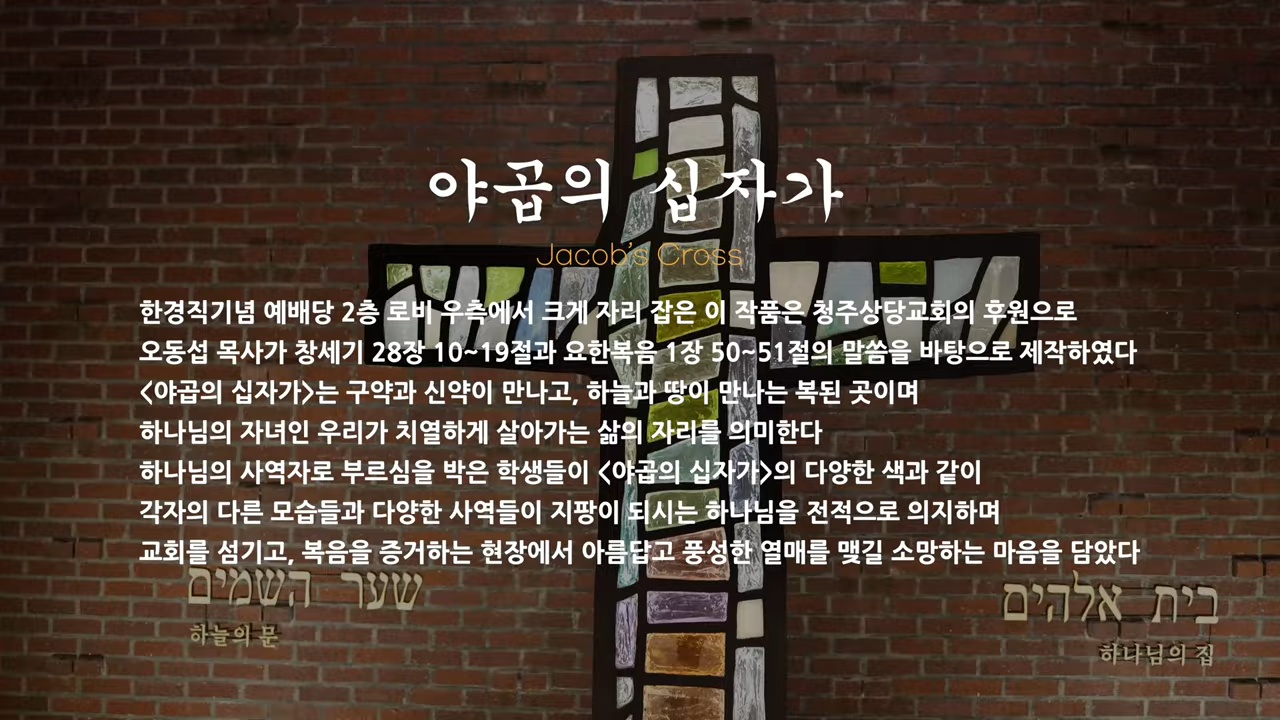 야곱의 십자가
Jacob's Cross
한경직기념 예배당 2층 로비 우측에서 크게 자리 잡은 이 작품은 청주상당교회의 후원으로
오동섭 목사가 창세기 28장 10~19절과 요한복음 1장 50~51절의 말씀을 바탕으로 제작하였다
<야곱의 십자가>는 구약과 신약이 만나고, 하늘과 땅이 만나는 복된 곳이며
하나님의 자녀인 우리가 치열하게 살아가는 삶의 자리를 의미한다
하나님의 사역자로 부르심을 박은 학생들이 <야곱의 십자가>의 다양한 색과 같이
각자의 다른 모습들과 다양한 사역들이 지팡이 되시는 하나님을 전적으로 의지하며
교회를 섬기고, 복음을 증거하는 현장에서 아름답고 풍성한 열매를 맺길 소망하는 마음을 담았다
שער השמים
하늘의 문
בית אלהים
하나님의 집